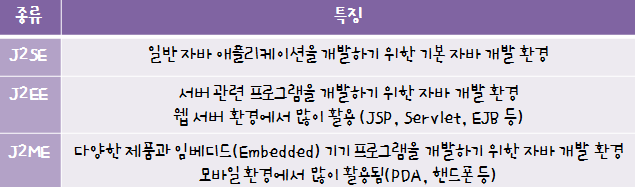 종류 특징
J2SE 일반 자바 애플리케이션을 개발하기 위한 기본 자바 개발 환경
J2EE 서버 관련 프로그램을 개발하기 위한 자바 개발 환경
웹 서버 환경에서 많이 활용 (JSP, Servlet, EJB 등)
J2ME 다양한 제품과 임베디드(Embedded) 기기 프로그램을 개발하기 위한 자바 개발 환경
모바일 환경에서 많이 활용됨(PDA, 핸드폰 등)